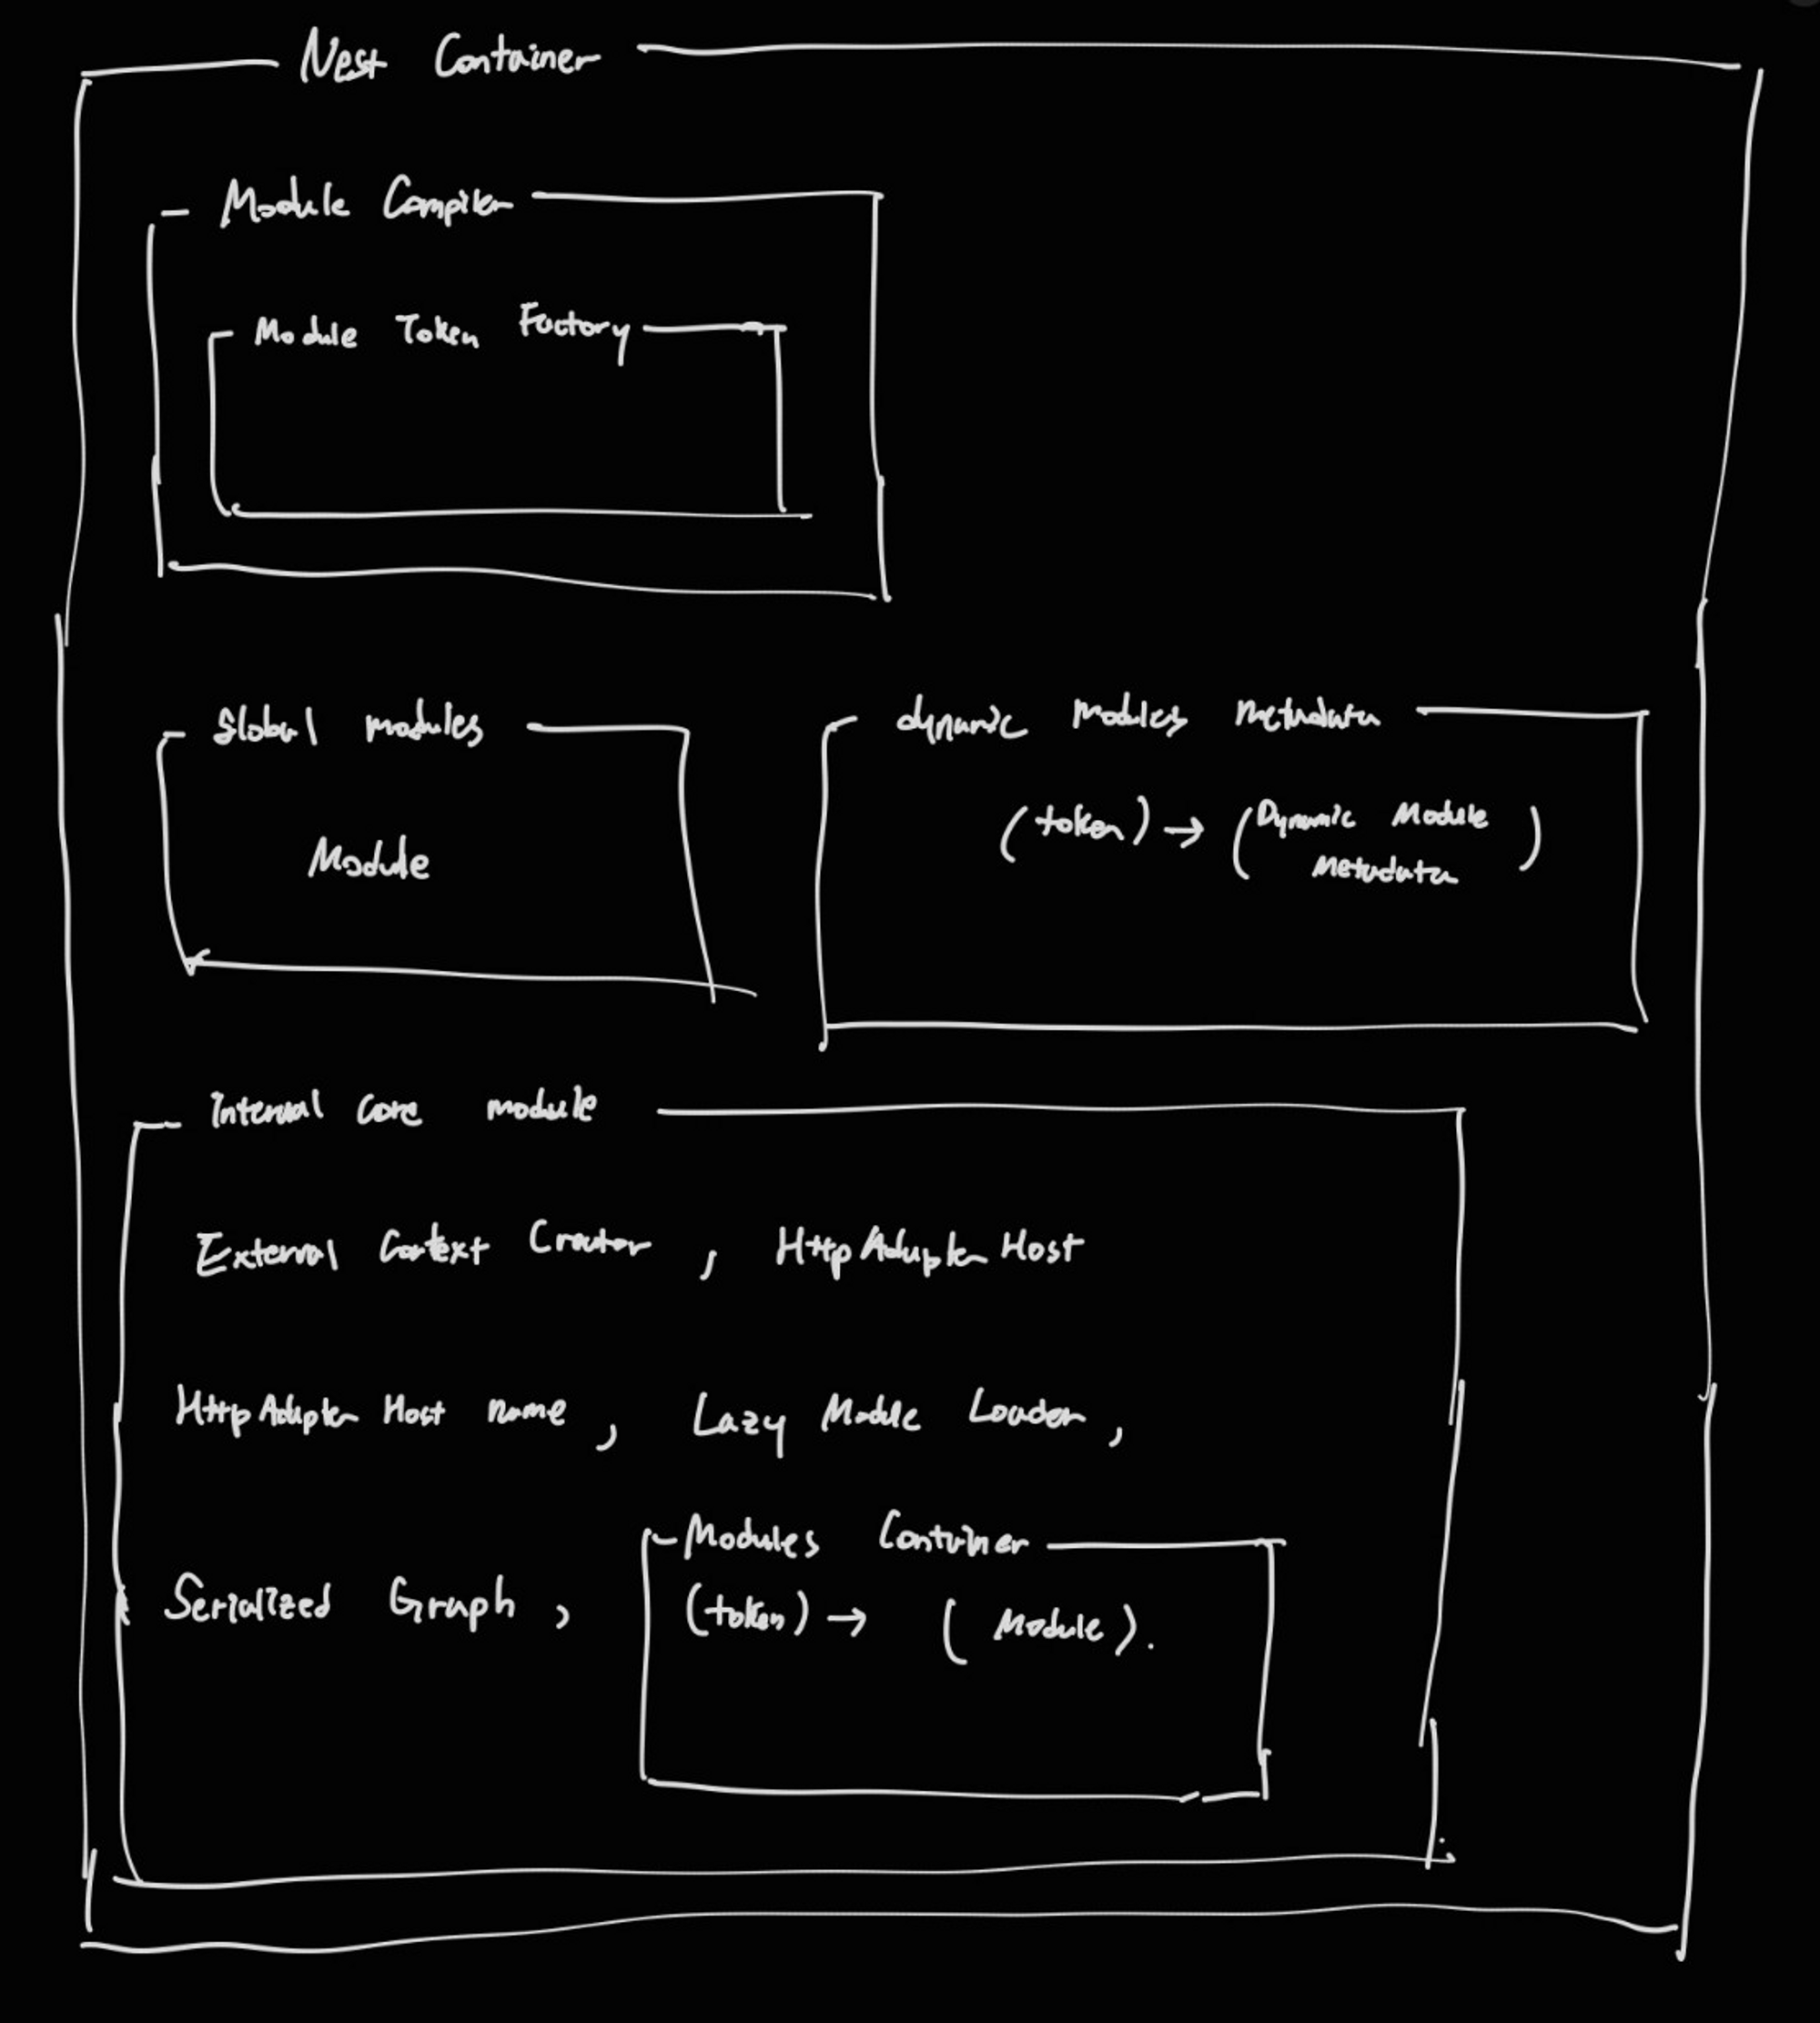 Nest Container
Module Compiler
Module Token Factory
Global modules
Module
dynamic modules metadata
(token) → (Dynamic Module
Metadata)
Internal Core module
External Context Creator , HttpAdapter Host
HttpAdapter Host name , Lazy Module Loader ,
Serialized Graph ,
Modules Container
(token) → (Module).